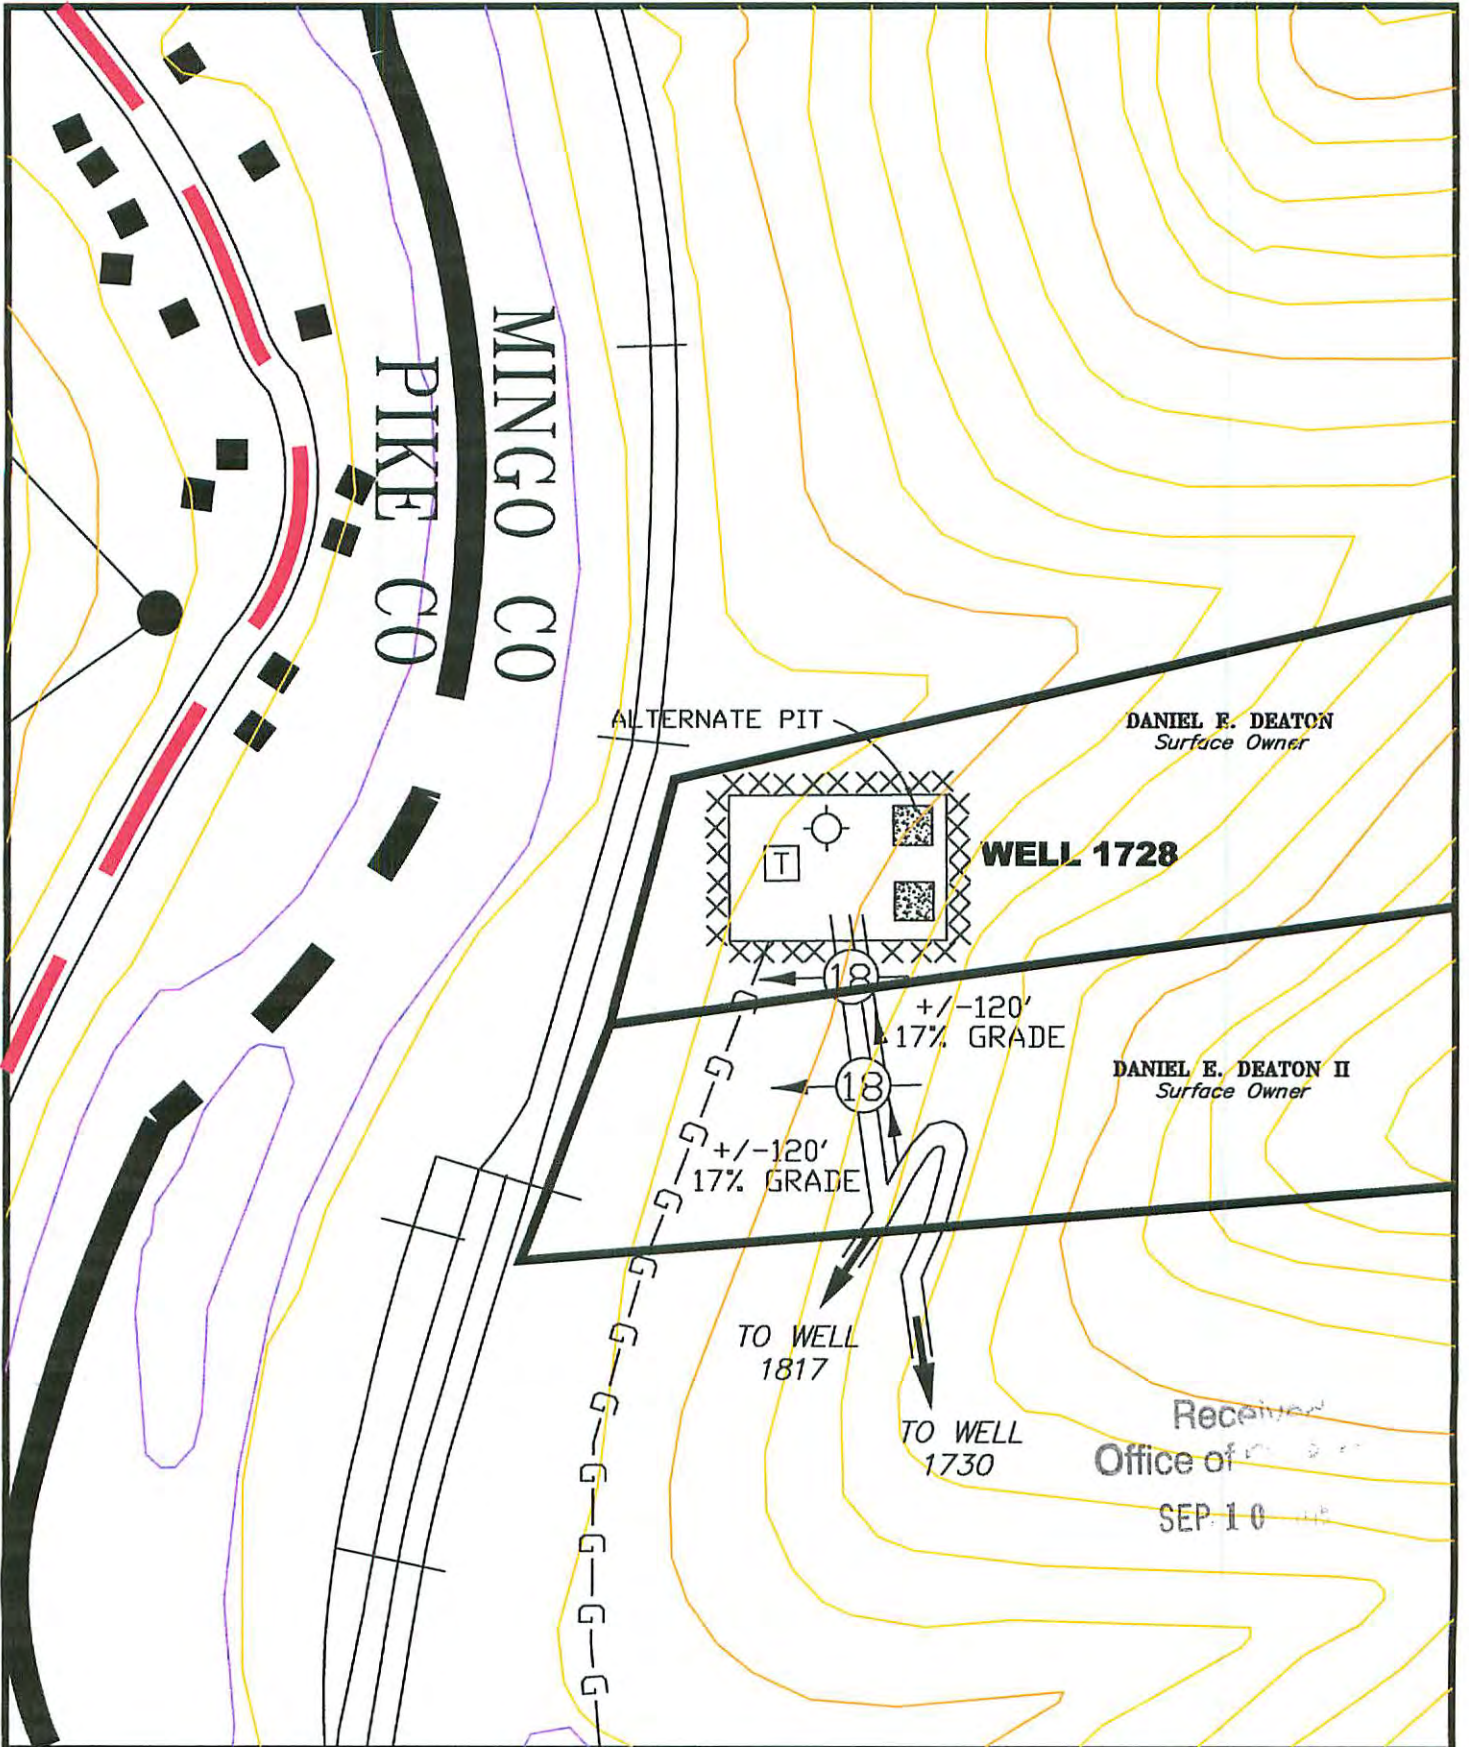 MINGO CO
PIKE CO
ALTERNATE PIT
DANIEL E. DEATON
Surface Owner
T
WELL 1728
18
+/-120'
17% GRADE
18
DANIEL E. DEATON II
Surface Owner
+/-120'
17% GRADE
TO WELL
1817
TO WELL
1730
Received
Office of
SEP 10
G
G
G
G
G
G
G
G
G
G
G